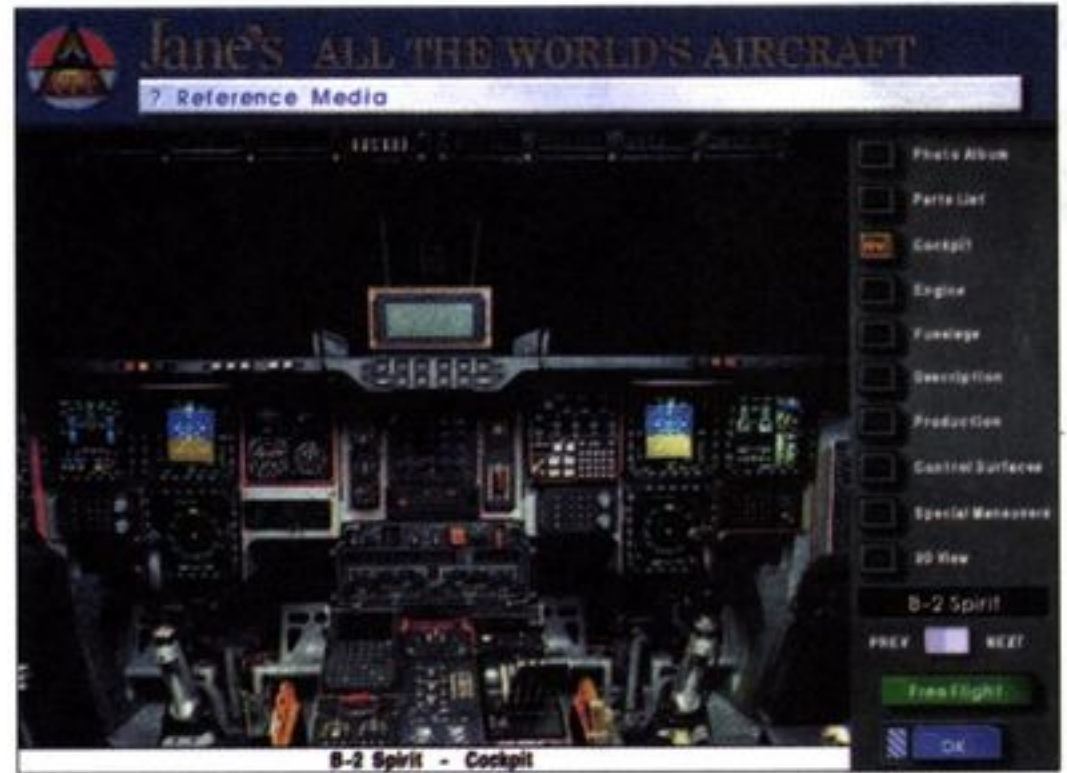 Jane's ALL THE WORLD'S AIRCRAFT
? Reference Media
Photo Album
Parts List
Cockpit
Engine
Fuselage
Description
Production
Control Surfaces
Special Maneuvers
3D View
B-2 Spirit
PREV NEXT
Free Flight
OK
B-2 Spirit - Cockpit